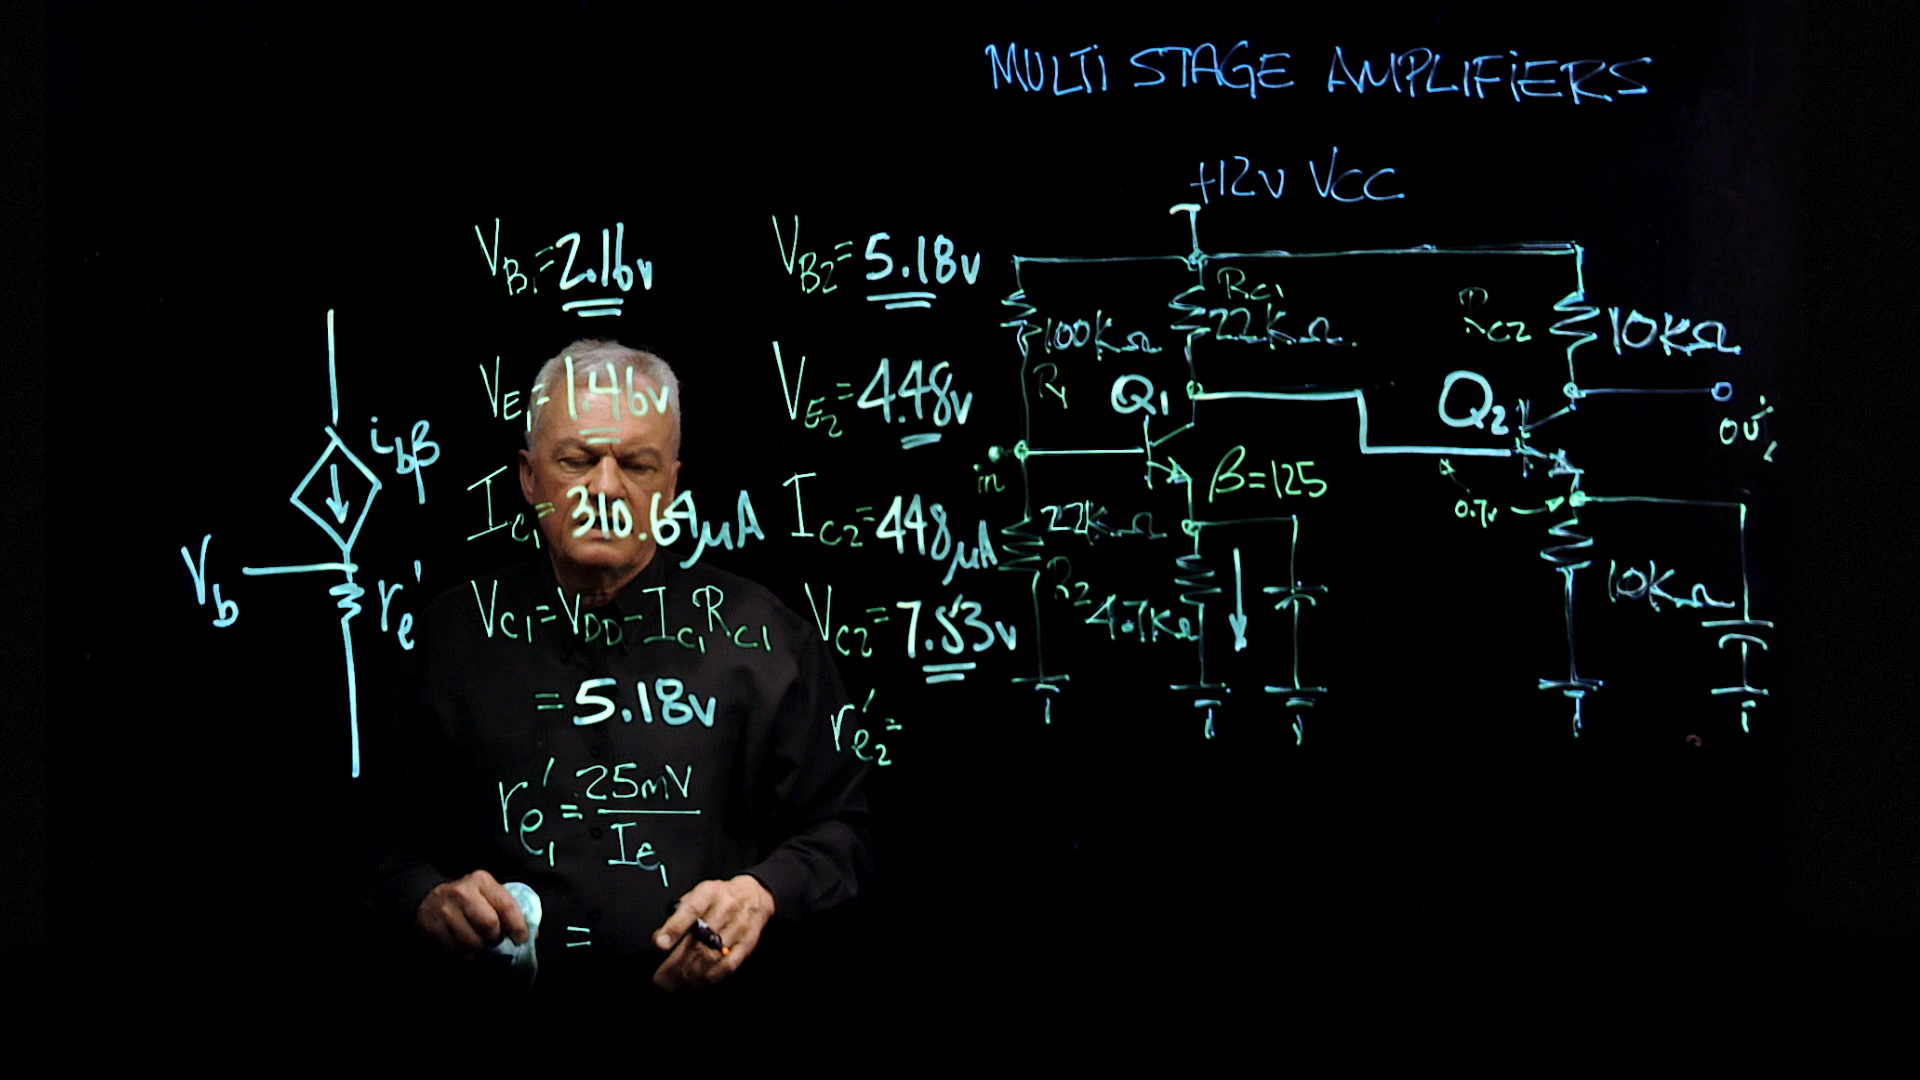 MULTI STAGE AMPLIFIERS
+12v VCC
VB1=2.16v
VB2=5.18v
VE1=1.46v
VE2=4.48v
IC1=310.64µA
IC2=448µA
VC1=VDD-IC1RC1
=5.18v
VC2=7.53v
re1'=25mV
Ie1
=
re2'=
ibβ
Vb
re'
RC1
22KΩ
100KΩ
R1
Q1
in
β=125
22KΩ
R2
4.7KΩ
RC2
10KΩ
Q2
0.7v
10KΩ